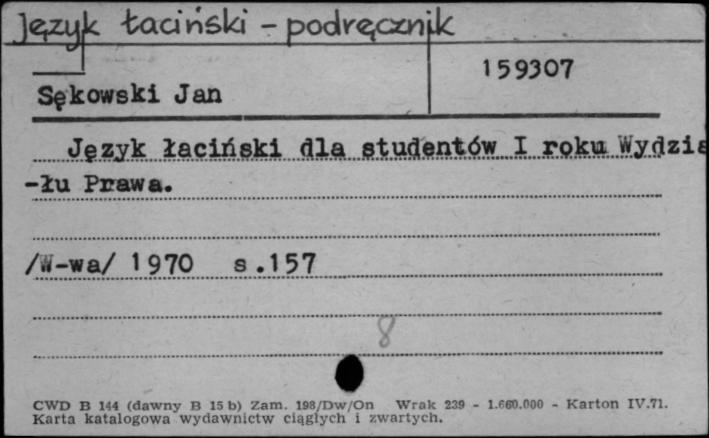 Język łaciński - podręcznik
159307
Sękowski Jan
Język łaciński dla studentów I roku Wydzia
-łu Prawa.
/W-wa/ 1970 s.157
8
CWD B 144 (dawny B 15 b) Zam. 198/Dw/On Wrak 239 - 1.660.000 - Karton IV.71.
Karta katalogowa wydawnictw ciągłych i zwartych.